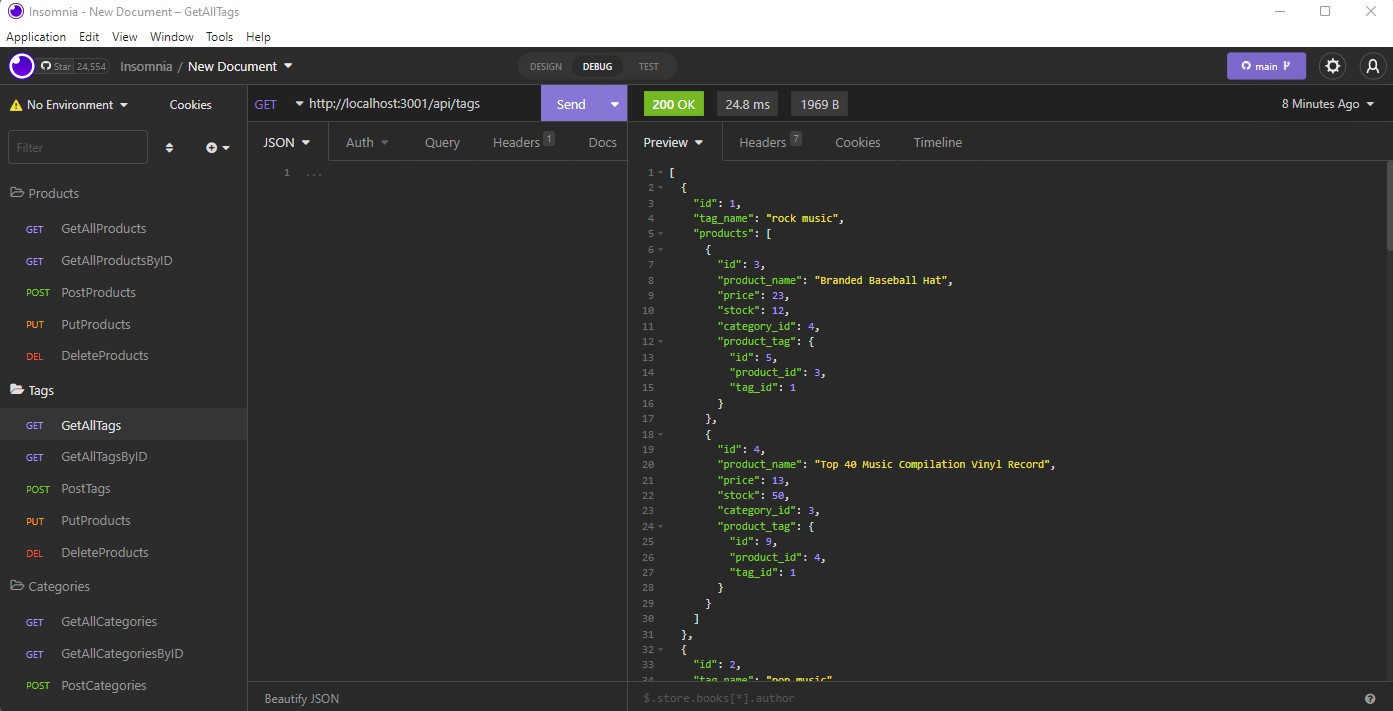 Insomnia - New Document – GetAllTags
Application Edit View Window Tools Help
Star 24,554 Insomnia / New Document DESIGN DEBUG TEST main
No Environment Cookies
GET http://localhost:3001/api/tags Send
200 OK 24.8 ms 1969 B 8 Minutes Ago
Filter
JSON Auth Query Headers 1 Docs
Preview Headers 7 Cookies Timeline
Products
GET GetAllProducts
GET GetAllProductsByID
POST PostProducts
PUT PutProducts
DEL DeleteProducts
Tags
GET GetAllTags
GET GetAllTagsByID
POST PostTags
PUT PutProducts
DEL DeleteProducts
Categories
GET GetAllCategories
GET GetAllCategoriesByID
POST PostCategories
1 ...
Beautify JSON
1 [
2 {
3 "id": 1,
4 "tag_name": "rock music",
5 "products": [
6 {
7 "id": 3,
8 "product_name": "Branded Baseball Hat",
9 "price": 23,
10 "stock": 12,
11 "category_id": 4,
12 "product_tag": {
13 "id": 5,
14 "product_id": 3,
15 "tag_id": 1
16 }
17 },
18 {
19 "id": 4,
20 "product_name": "Top 40 Music Compilation Vinyl Record",
21 "price": 13,
22 "stock": 50,
23 "category_id": 3,
24 "product_tag": {
25 "id": 9,
26 "product_id": 4,
27 "tag_id": 1
28 }
29 }
30 ]
31 },
32 {
33 "id": 2,
34 "tag_name": "pop music"
$.store.books[*].author